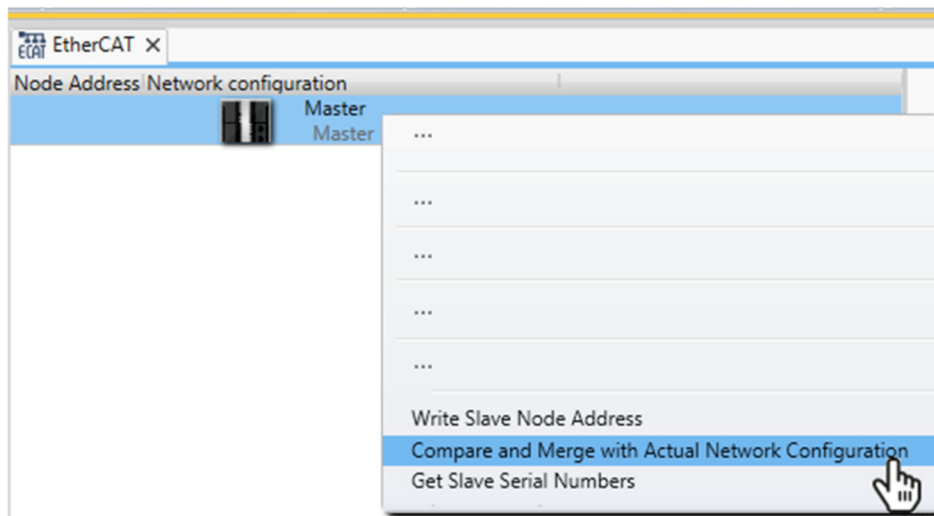 ECAT EtherCAT X
Node Address Network configuration
Master
Master
...
...
...
...
...
Write Slave Node Address
Compare and Merge with Actual Network Configuration
Get Slave Serial Numbers